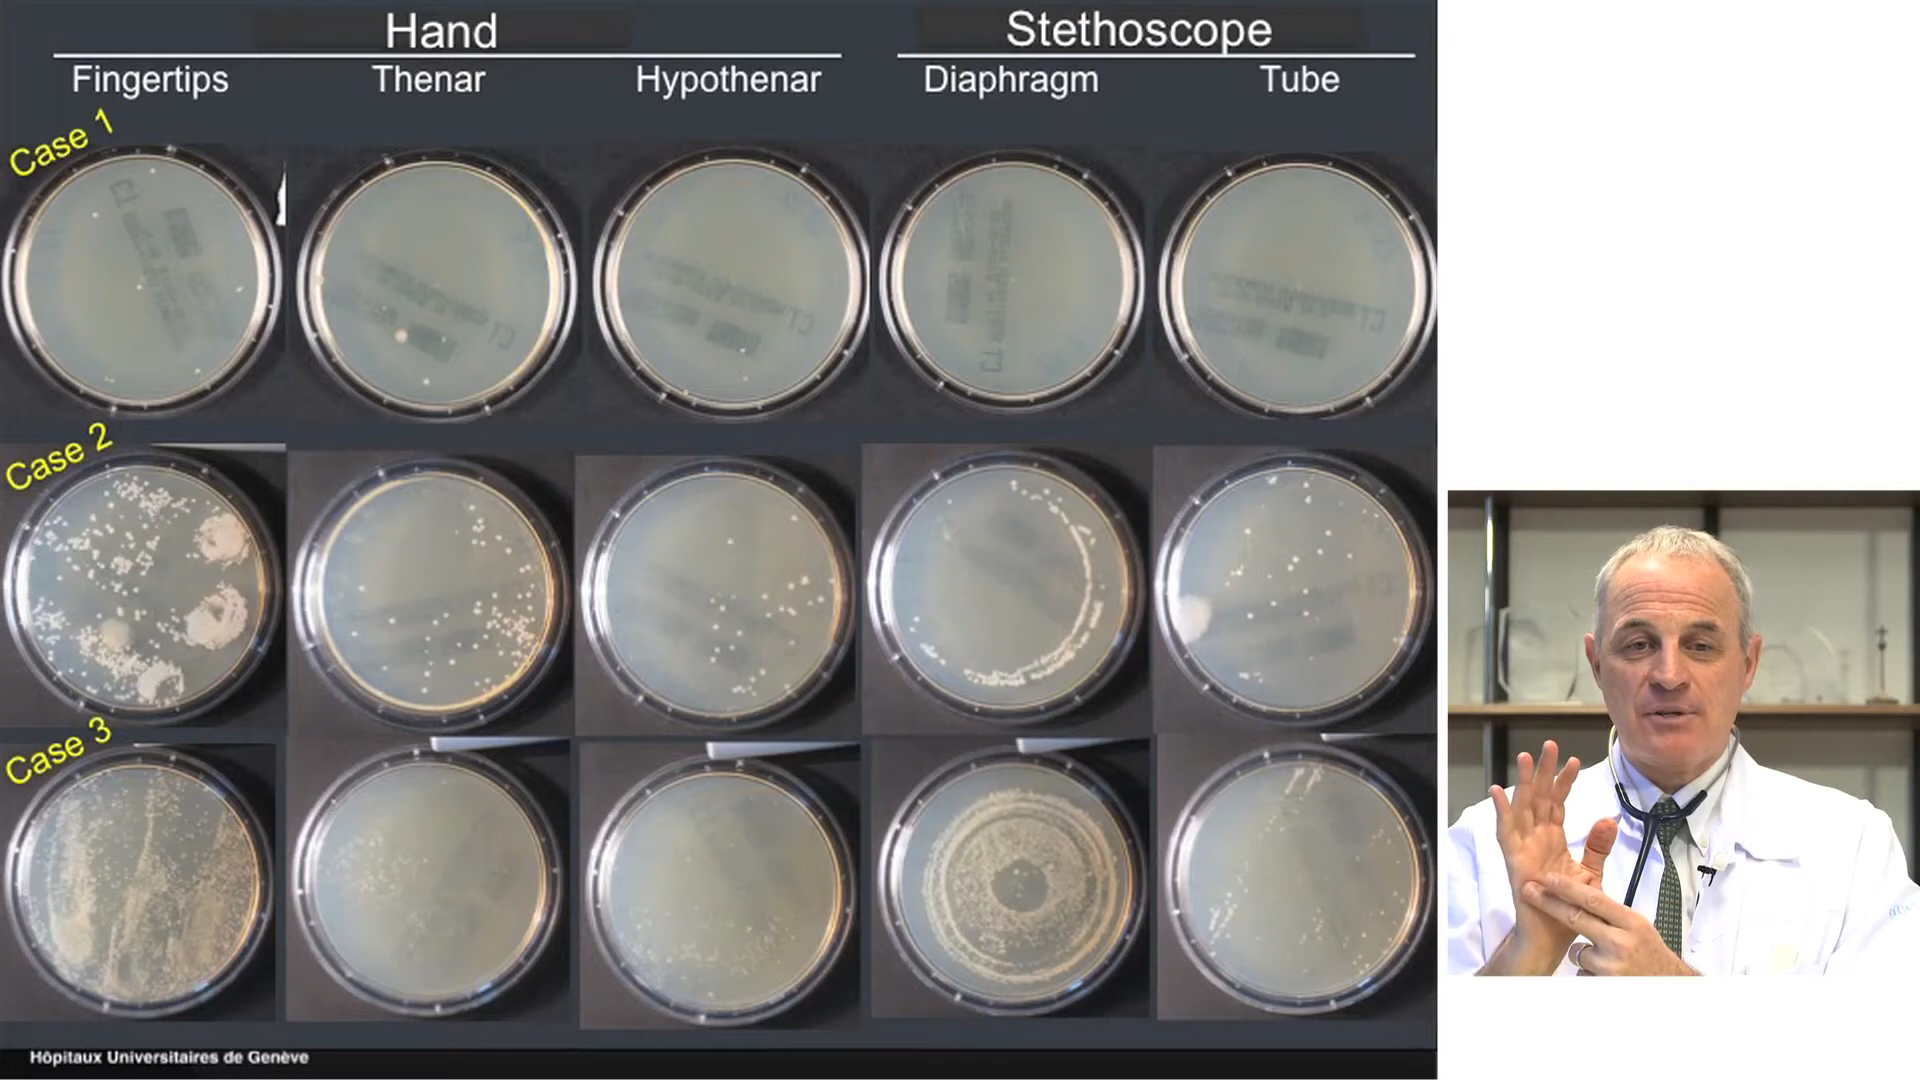 Hand
Stethoscope
Fingertips
Thenar
Hypothenar
Diaphragm
Tube
Case 1
Case 2
Case 3
Hôpitaux Universitaires de Genève